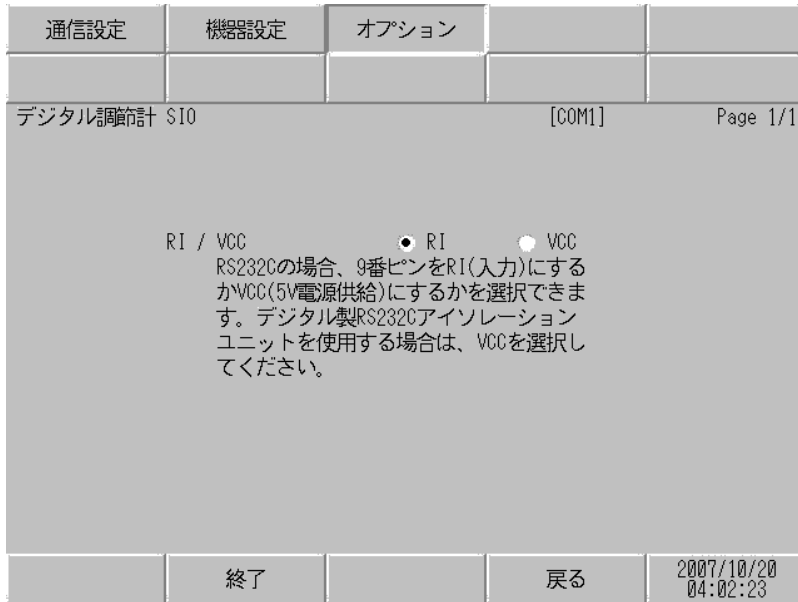 通信設定 機器設定 オプション
デジタル調節計 SIO [COM1] Page 1/1
RI / VCC RI VCC
RS232Cの場合、9番ピンをRI(入力)にする
かVCC(5V電源供給)にするかを選択できま
す。デジタル製RS232Cアイソレーション
ユニットを使用する場合は、VCCを選択し
てください。
終了 戻る 2007/10/20
04:02:23